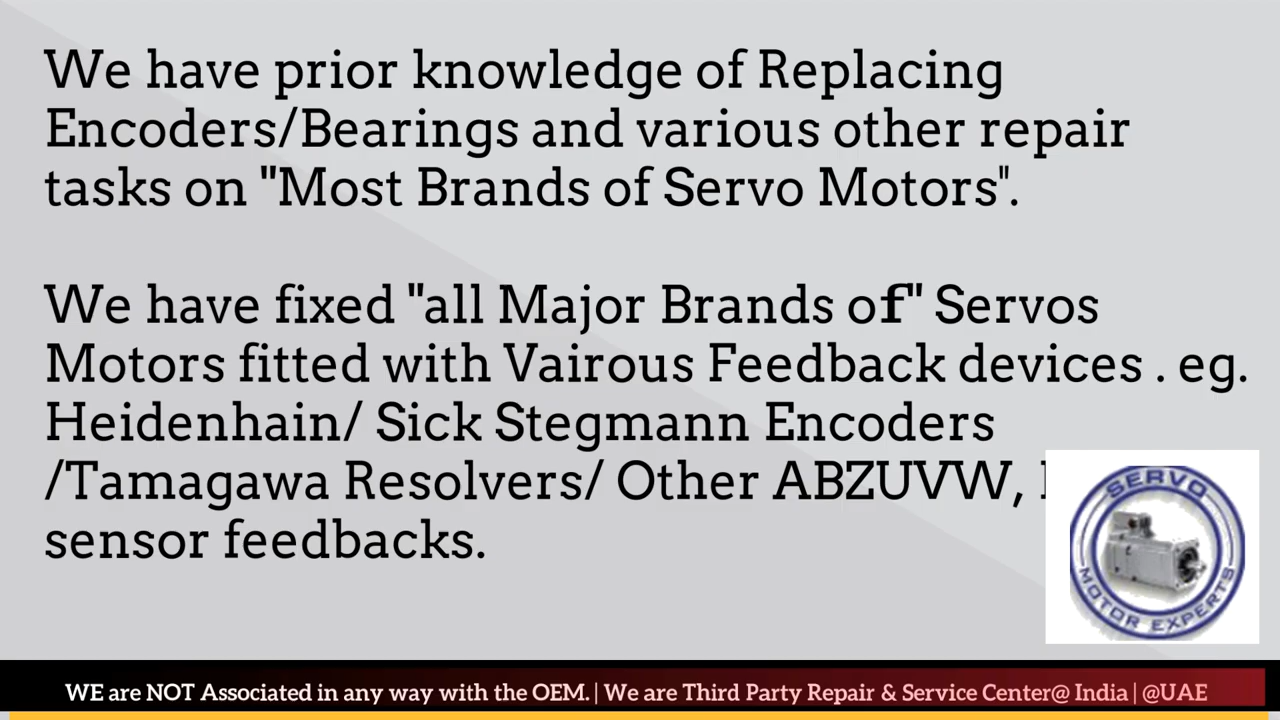 We have prior knowledge of Replacing
Encoders/Bearings and various other repair
tasks on "Most Brands of Servo Motors".
We have fixed "all Major Brands of" Servos
Motors fitted with Vairous Feedback devices . eg.
Heidenhain/ Sick Stegmann Encoders
/Tamagawa Resolvers/ Other ABZUVW,
sensor feedbacks.
SERVO
MOTOR EXPERTS
WE are NOT Associated in any way with the OEM. | We are Third Party Repair & Service Center@ India | @UAE